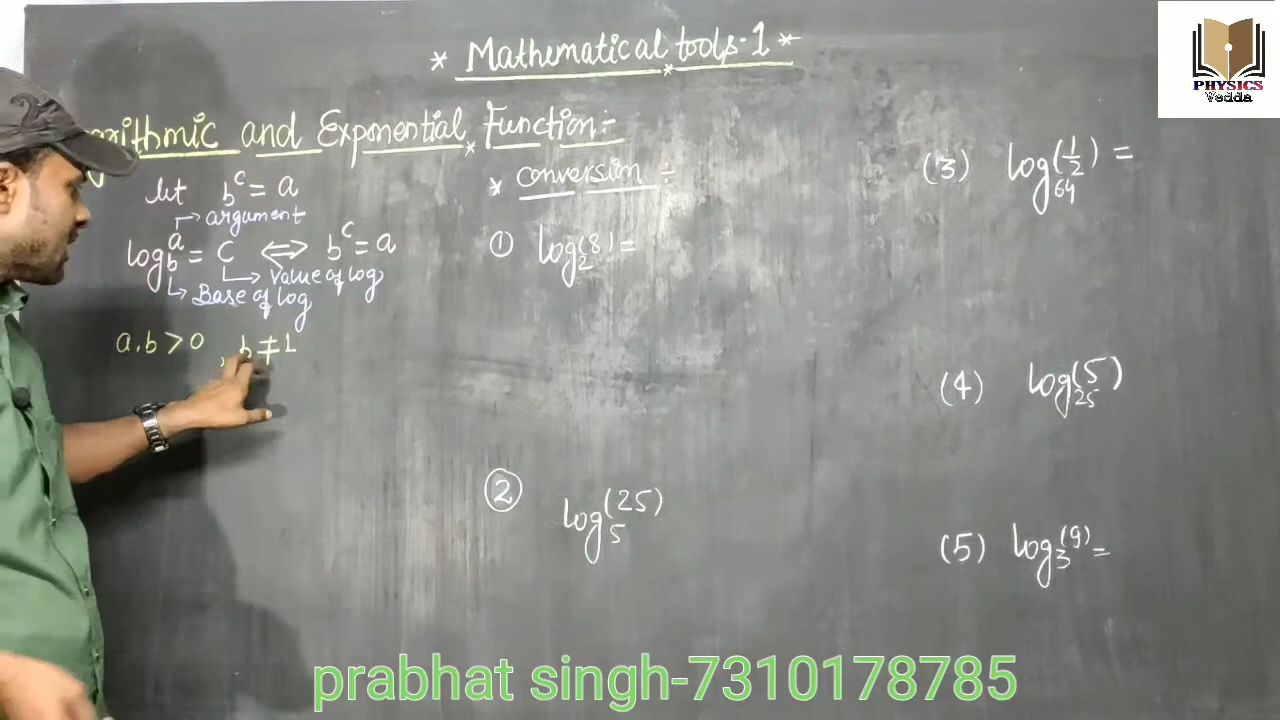 * Mathematical tools-1 *
PHYSICS
Vedda
arithmic and Exponential Function:-
let b^c = a
argument
log_b a = C ⇔ b^c = a
Value of log
Base of log
a,b > 0 , b ≠ 1
* conversion ÷
① log_2(8) =
② log_5(25)
(3) log_64(1/2) =
(4) log_25(5)
(5) log_3(9) =
prabhat singh-7310178785